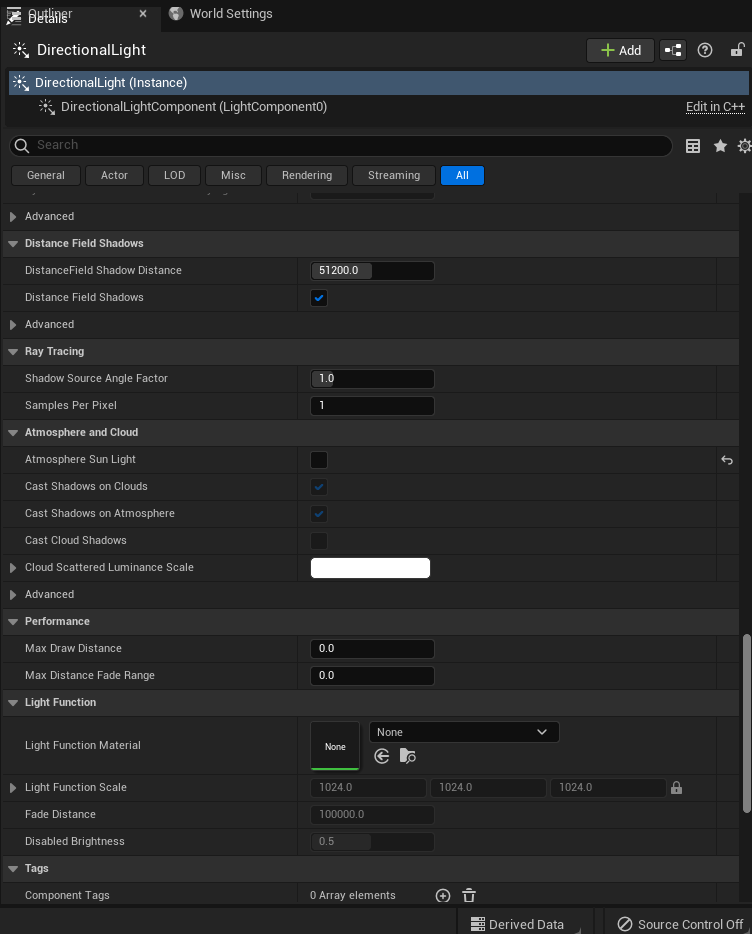 Outliner
Details
World Settings
DirectionalLight
Add
DirectionalLight (Instance)
DirectionalLightComponent (LightComponent0)
Edit in C++
Search
General Actor LOD Misc Rendering Streaming All
Advanced
Distance Field Shadows
DistanceField Shadow Distance 51200.0
Distance Field Shadows
Advanced
Ray Tracing
Shadow Source Angle Factor 1.0
Samples Per Pixel 1
Atmosphere and Cloud
Atmosphere Sun Light
Cast Shadows on Clouds
Cast Shadows on Atmosphere
Cast Cloud Shadows
Cloud Scattered Luminance Scale
Advanced
Performance
Max Draw Distance 0.0
Max Distance Fade Range 0.0
Light Function
Light Function Material None None
Light Function Scale 1024.0 1024.0 1024.0
Fade Distance 100000.0
Disabled Brightness 0.5
Tags
Component Tags 0 Array elements
Derived Data Source Control Off